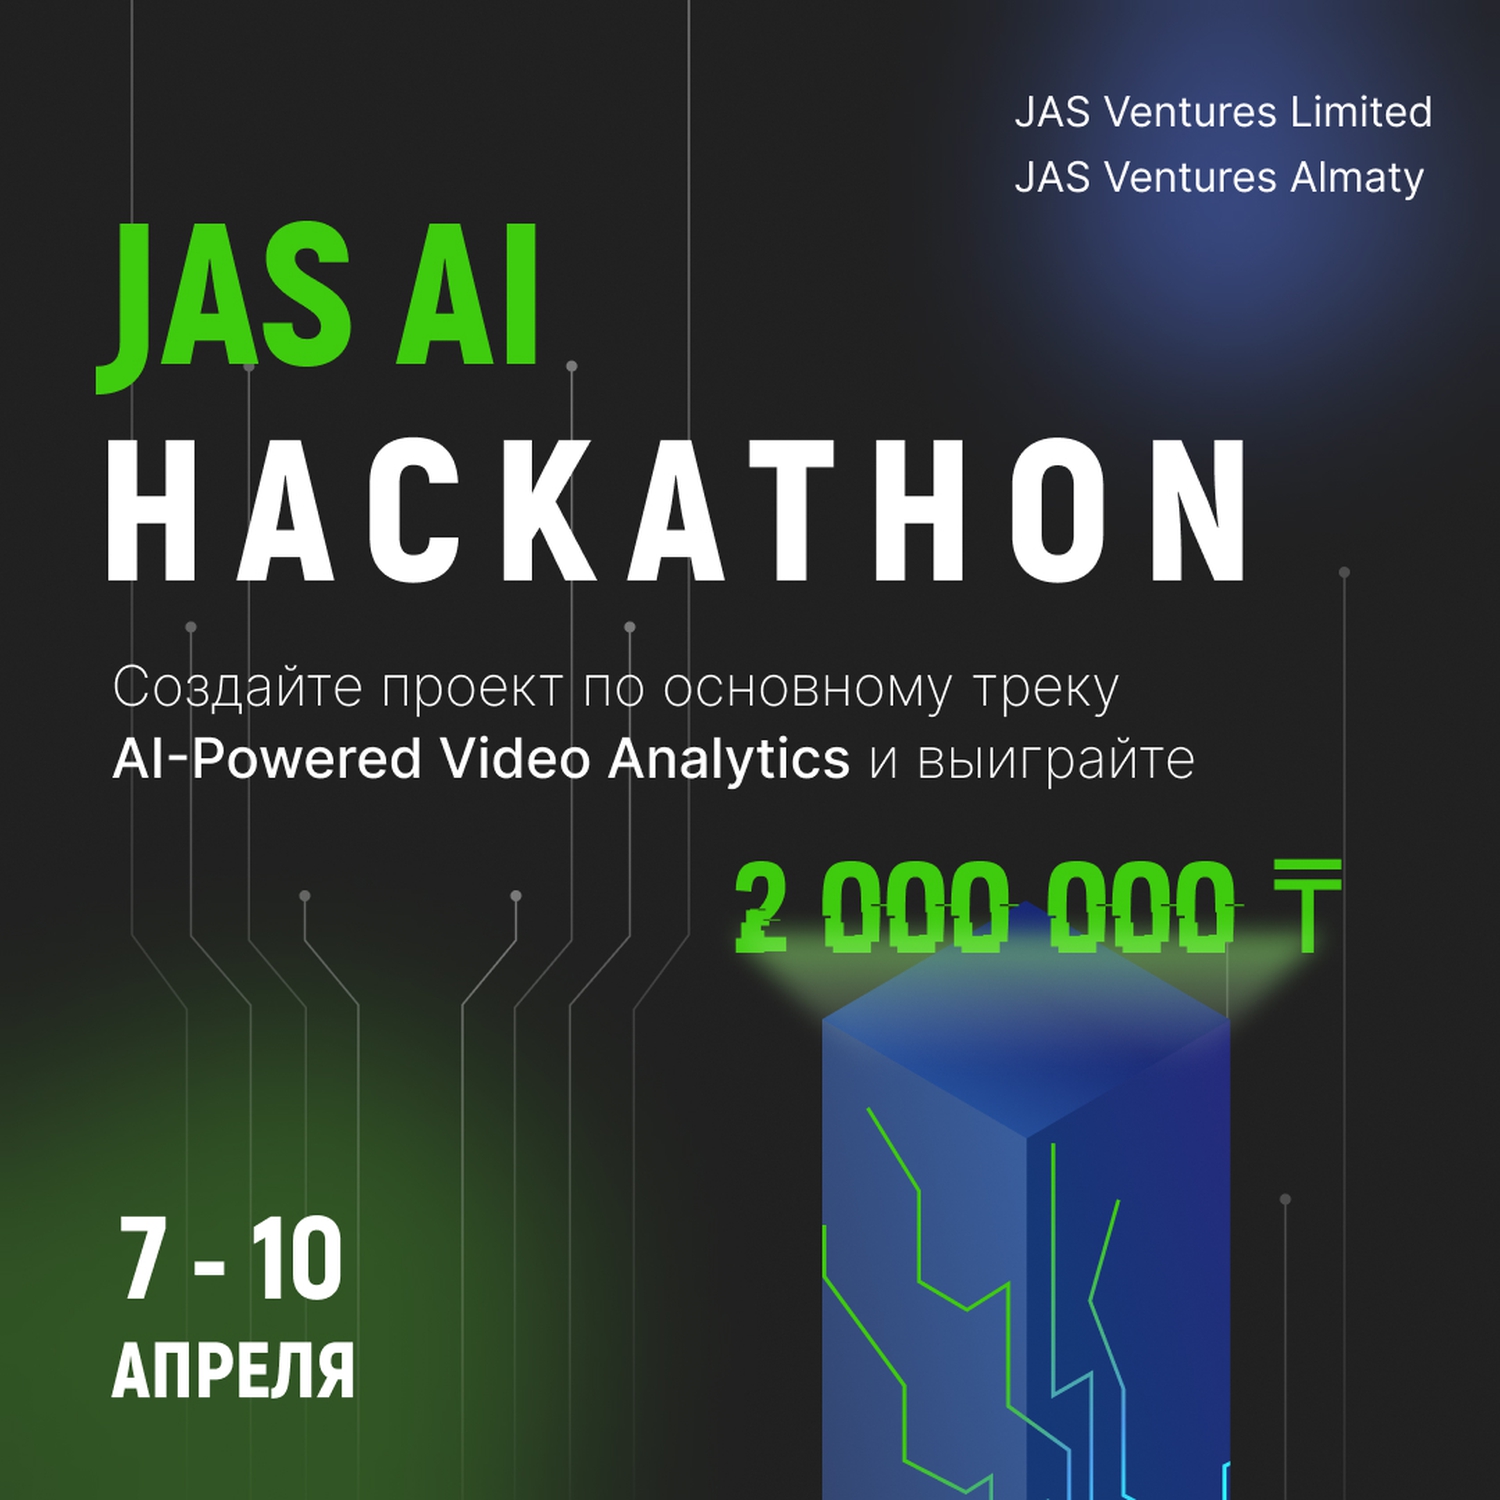 JAS Ventures Limited
JAS Ventures Almaty
JAS AI
HACKATHON
Создайте проект по основному треку
AI-Powered Video Analytics и выиграйте
2 000 000 ₸
7 - 10
АПРЕЛЯ